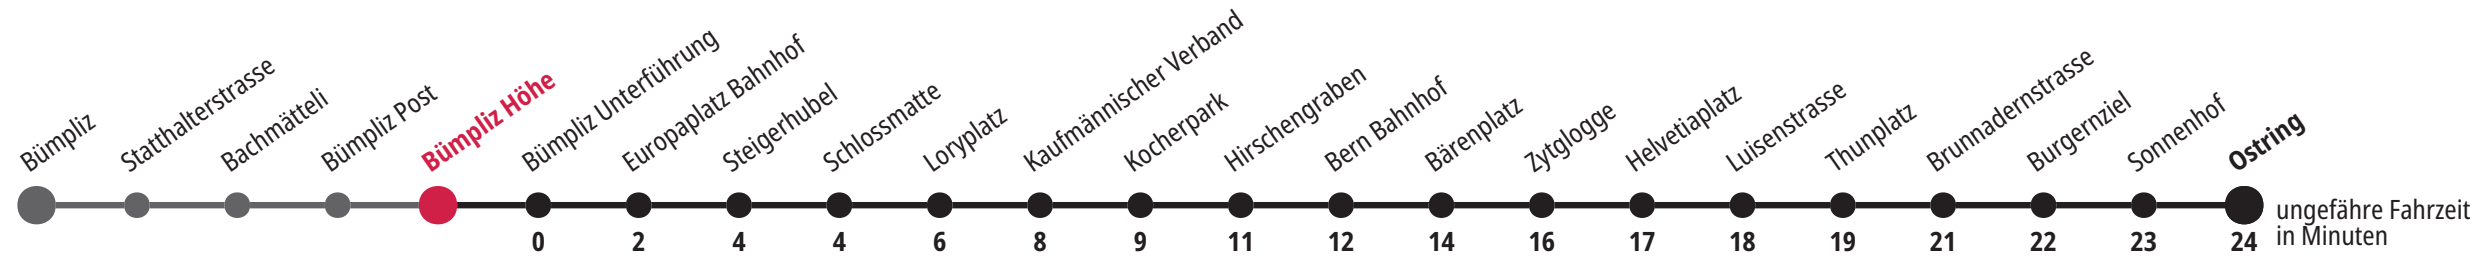 Bümpliz
Statthalterstrasse
Bachmätteli
Bümpliz Post
Bümpliz Höhe
Bümpliz Unterführung
Europaplatz Bahnhof
Steigerhubel
Schlossmatte
Loryplatz
Kaufmännischer Verband
Kocherpark
Hirschengraben
Bern Bahnhof
Bärenplatz
Zytglogge
Helvetiaplatz
Luisenstrasse
Thunplatz
Brunnadernstrasse
Burgernziel
Sonnenhof
Ostring
0 2 4 4 6 8 9 11 12 14 16 17 18 19 21 22 23 24
ungefähre Fahrzeit
in Minuten